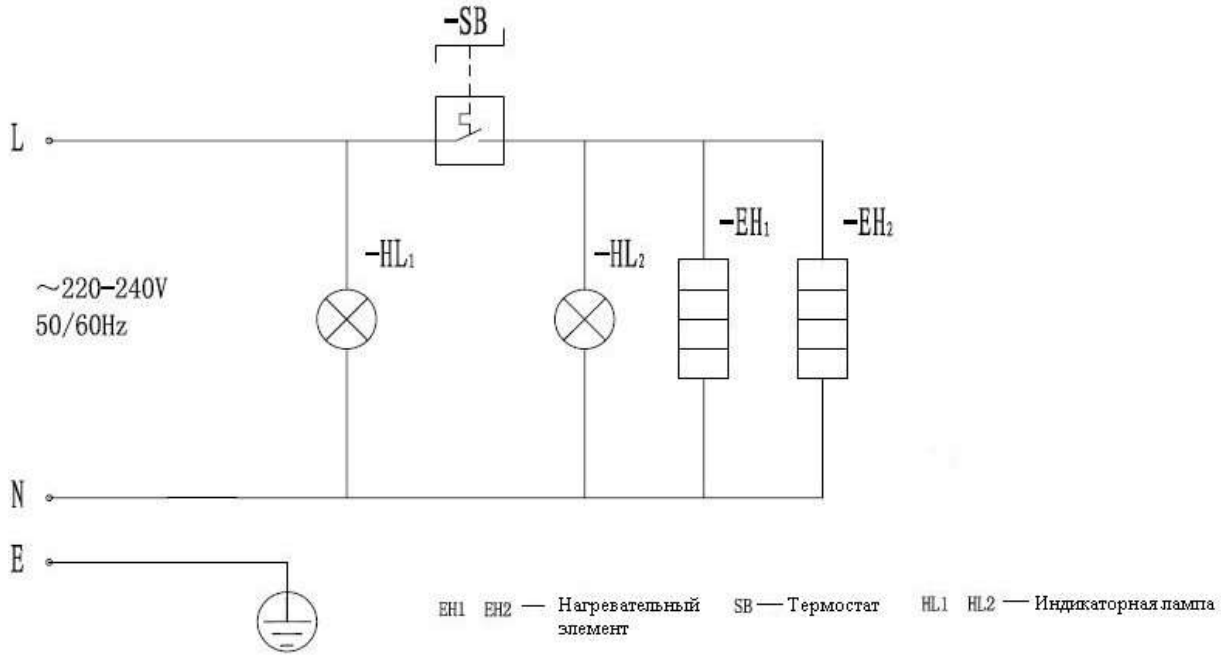 -SB
L
-HL₁
-HL₂
-EH₁
-EH₂
~220-240V
50/60Hz
N
E
EH1 EH2 — Нагревательный
элемент
SB — Термостат
HL1 HL2 — Индикаторная лампа